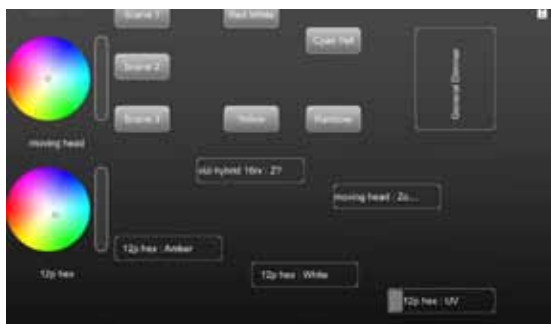 Scene 1
Red White
Cyan Yell
Scene 2
General Dimmer
Scene 3
Yellow
Rainbow
moving head
vizi hybrid 16rx : Z?
moving head : Zo...
12p hex : Amber
12p hex
12p hex : White
12p hex : UV